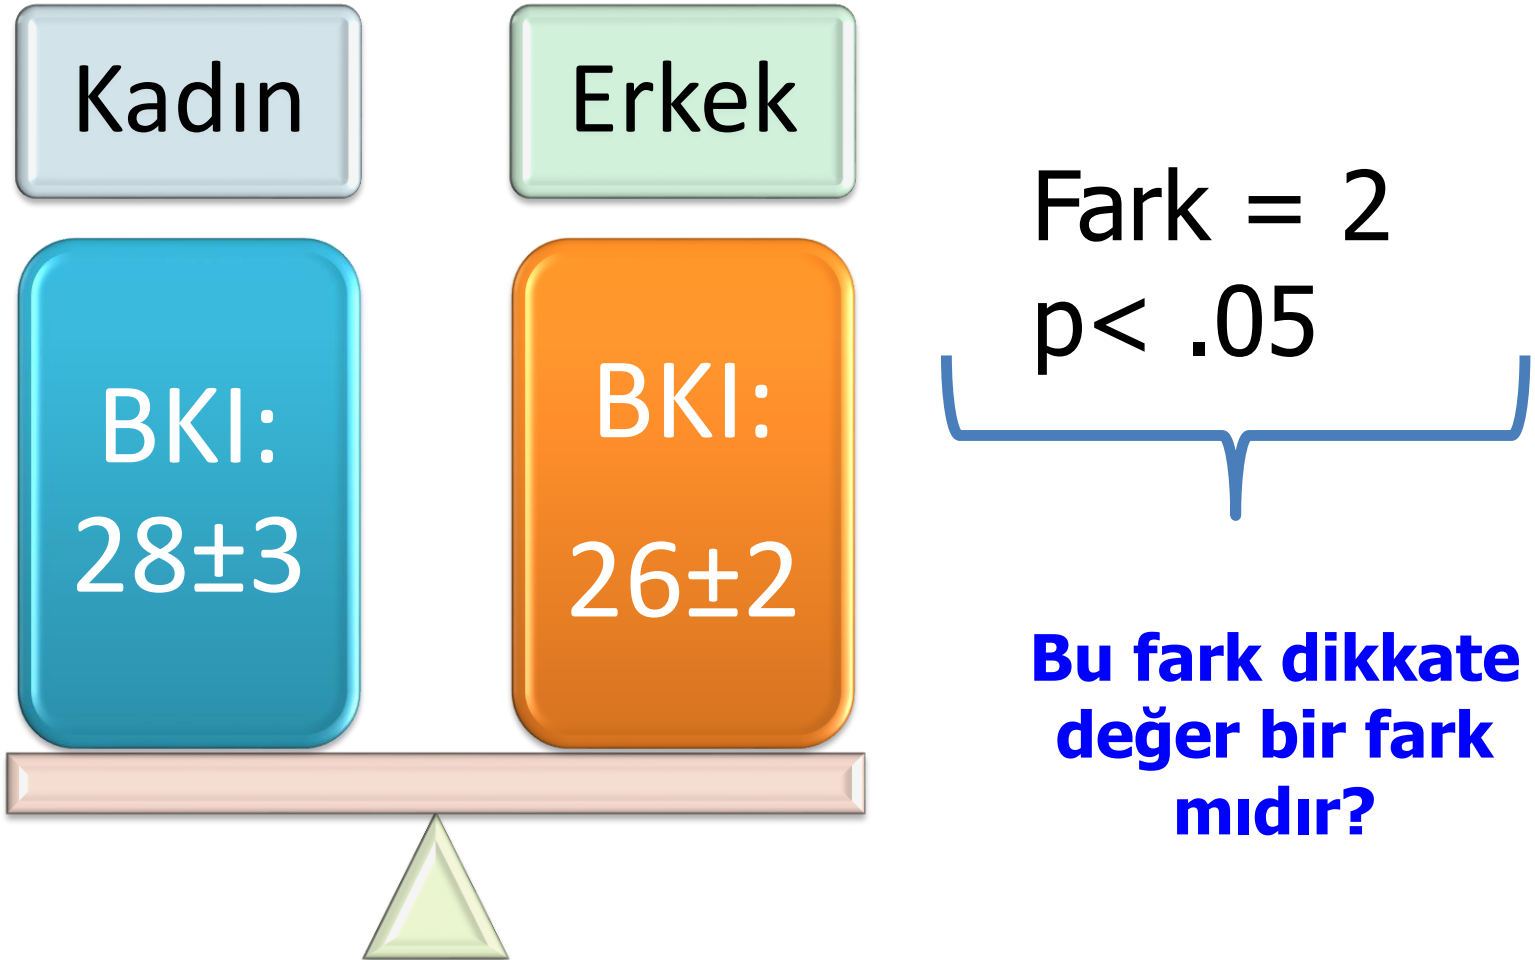 Kadın
Erkek
BKI:
28±3
BKI:
26±2
Fark = 2
p< .05
Bu fark dikkate
değer bir fark
mıdır?